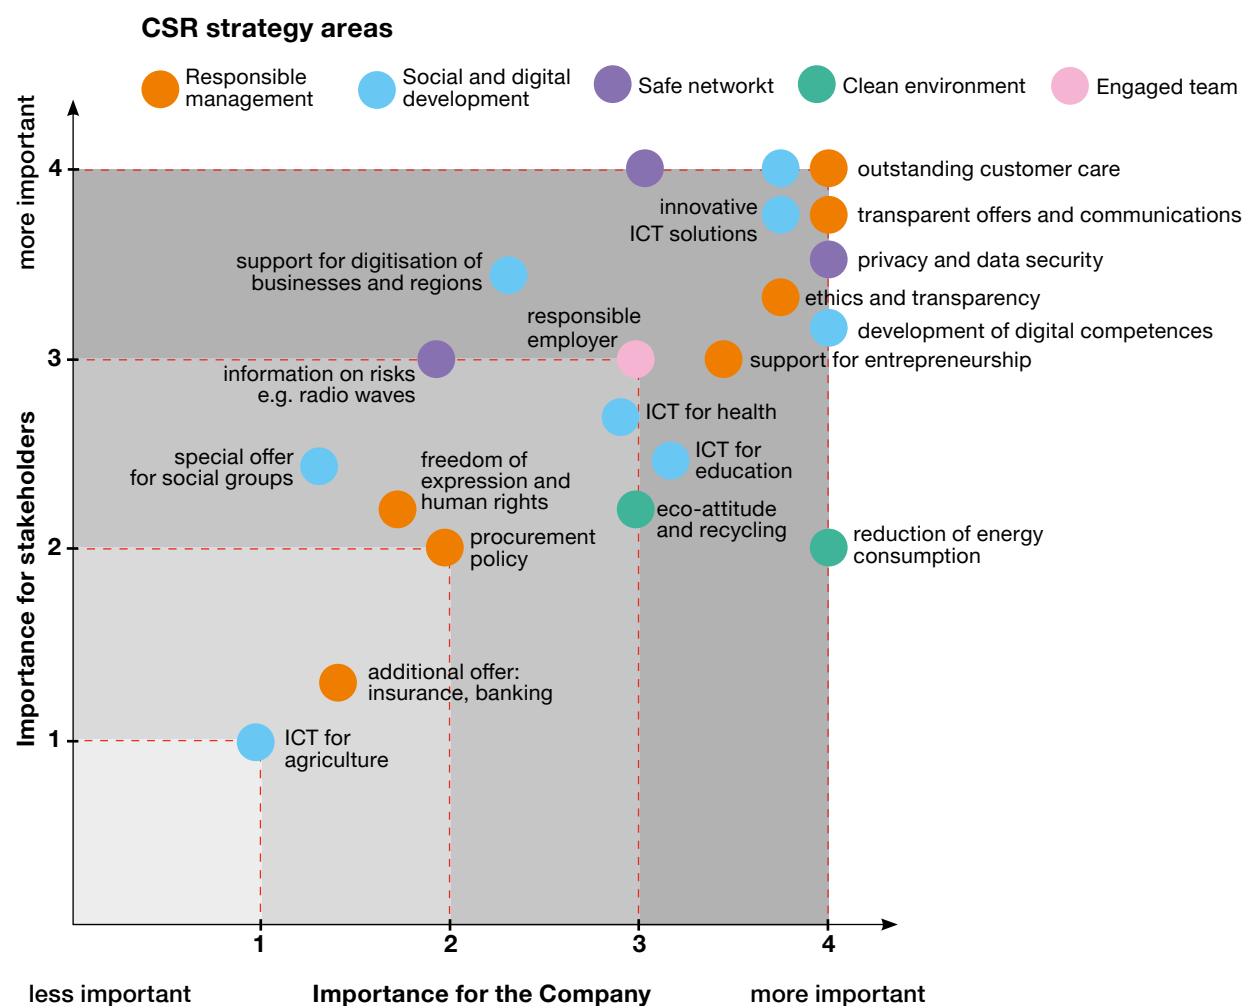 CSR strategy areas
Responsible
management
Social and digital
development
Safe networkt
Clean environment
Engaged team
more important
Importance for stakeholders
4
3
2
1
outstanding customer care
innovative
ICT solutions
transparent offers and communications
support for digitisation of
businesses and regions
privacy and data security
ethics and transparency
responsible
employer
development of digital competences
support for entrepreneurship
information on risks
e.g. radio waves
ICT for health
special offer
for social groups
freedom of
expression and
human rights
ICT for
education
eco-attitude
and recycling
procurement
policy
reduction of energy
consumption
additional offer:
insurance, banking
ICT for
agriculture
1
2
3
4
less important
Importance for the Company
more important